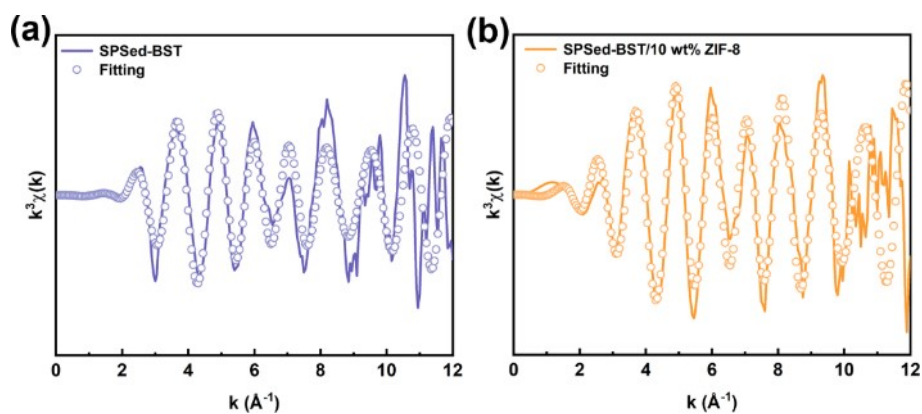 (a)
SPSed-BST
Fitting
k³χ(k)
0 2 4 6 8 10 12
k (Å⁻¹)
(b)
SPSed-BST/10 wt% ZIF-8
Fitting
k³χ(k)
0 2 4 6 8 10 12
k (Å⁻¹)